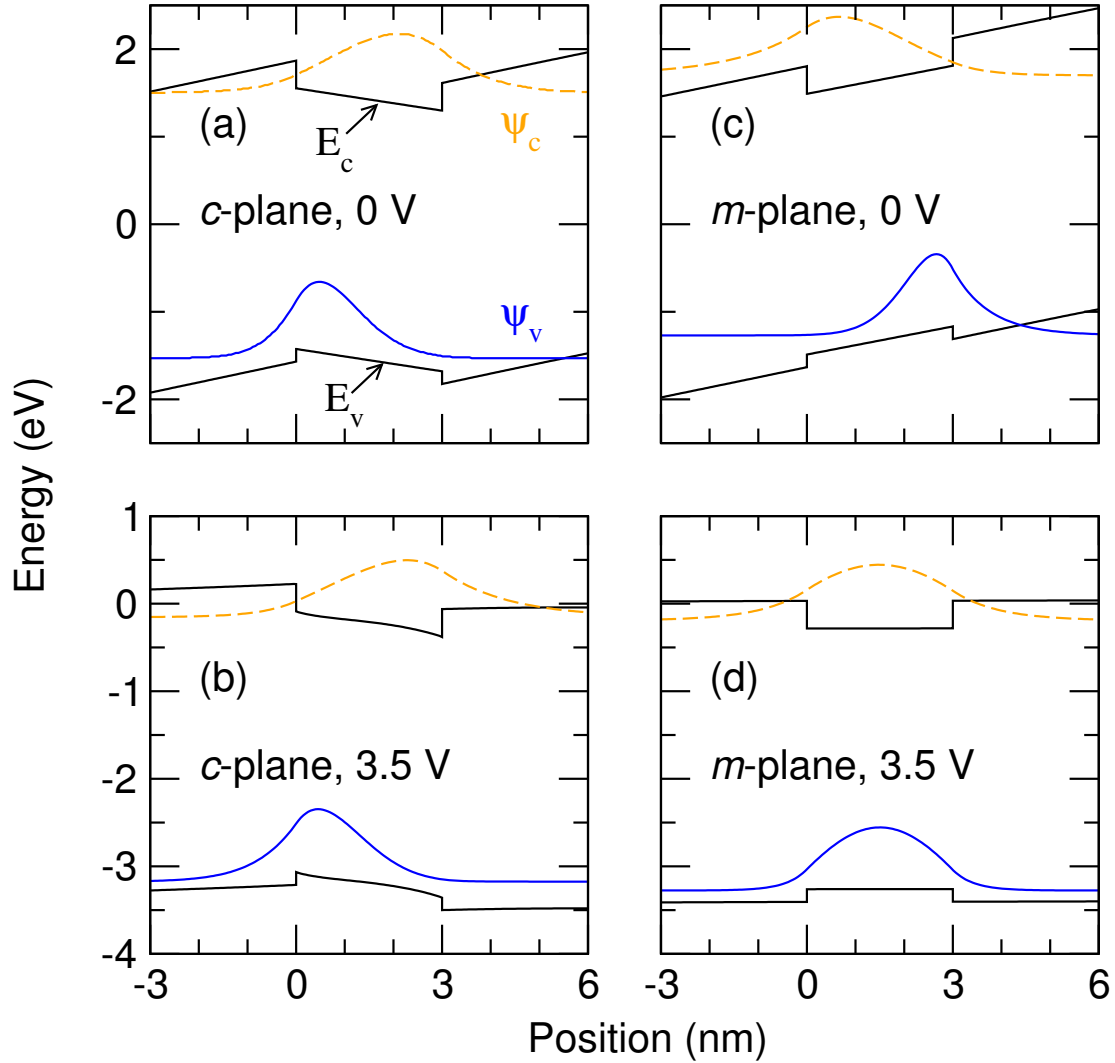 2
0
-2
(a)
E_c
ψ_c
c-plane, 0 V
ψ_v
E_v
(c)
m-plane, 0 V
Energy (eV)
1
0
-1
-2
-3
-4
(b)
c-plane, 3.5 V
(d)
m-plane, 3.5 V
-3 0 3 6
-3 0 3 6
Position (nm)